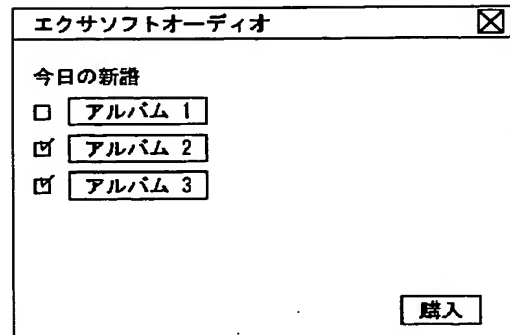 エクサソフトオーディオ
今日の新譜
アルバム 1
アルバム 2
アルバム 3
購入